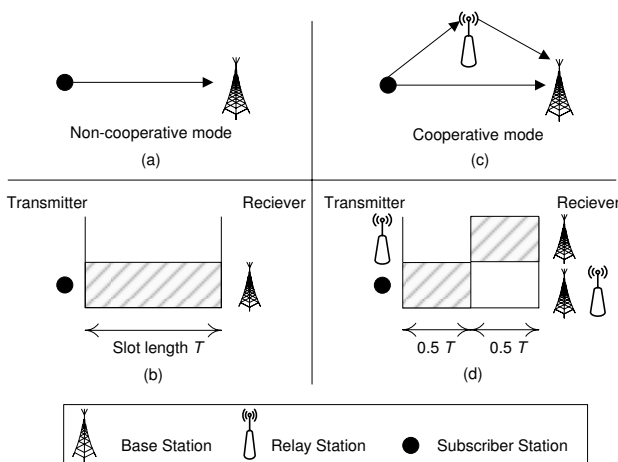 Non-cooperative mode
(a)
Cooperative mode
(c)
Transmitter
Reciever
Slot length T
(b)
Transmitter
Reciever
0.5 T
0.5 T
(d)
Base Station
Relay Station
Subscriber Station